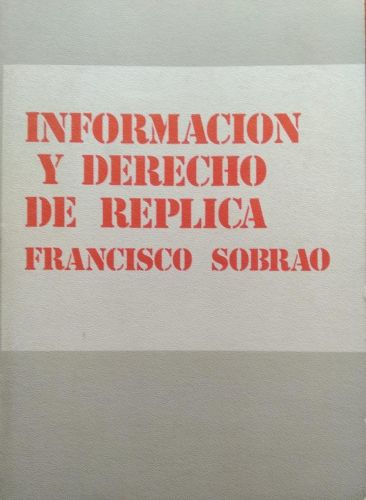 INFORMACION
Y DERECHO
DE REPLICA
FRANCISCO SOBRAO